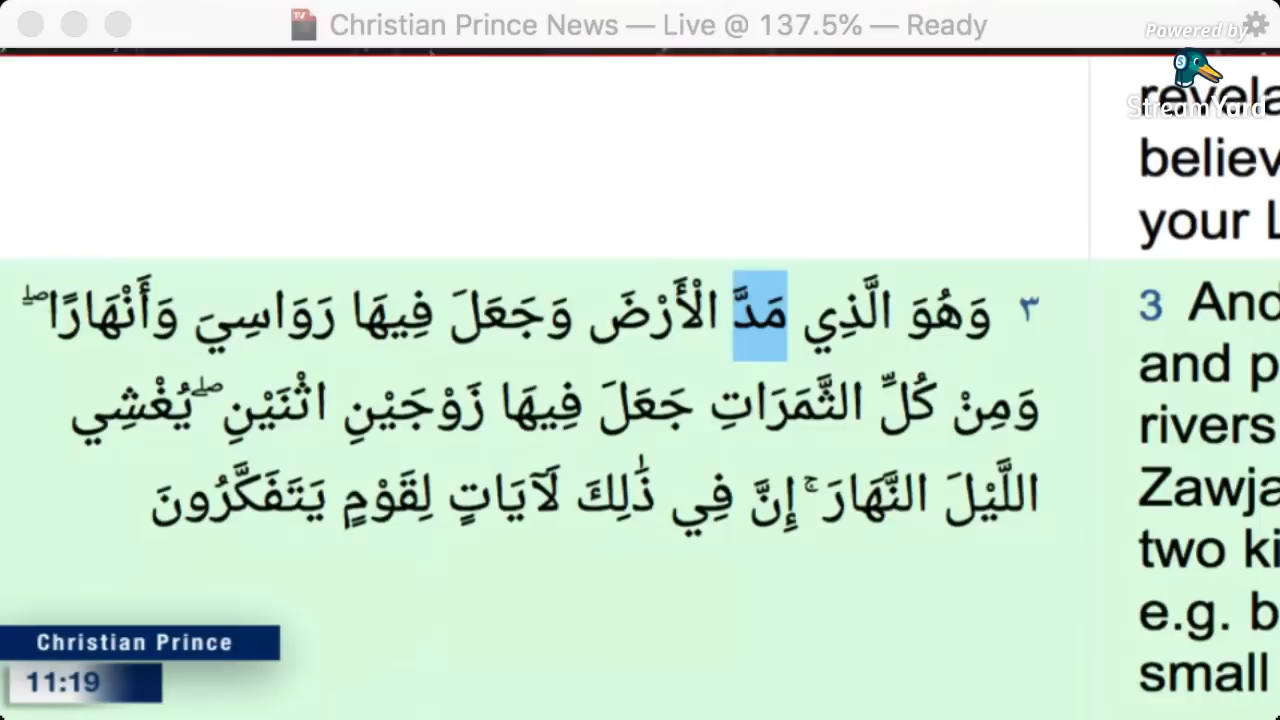 Christian Prince News — Live @ 137.5% — Ready
Powered by
StreamYard
believ
your L
٣ وَهُوَ الَّذِي مَدَّ الْأَرْضَ وَجَعَلَ فِيهَا رَوَاسِيَ وَأَنْهَارًا ۖ
وَمِنْ كُلِّ الثَّمَرَاتِ جَعَلَ فِيهَا زَوْجَيْنِ اثْنَيْنِ ۖ يُغْشِي
اللَّيْلَ النَّهَارَ ۚ إِنَّ فِي ذَٰلِكَ لَآيَاتٍ لِقَوْمٍ يَتَفَكَّرُونَ
3 And
and p
rivers
Zawja
two ki
e.g. b
small
Christian Prince
11:19